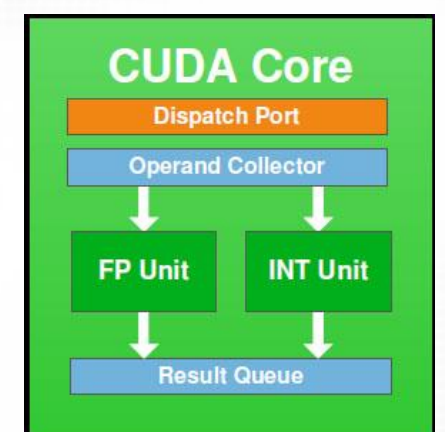 CUDA Core
Dispatch Port
Operand Collector
FP Unit
INT Unit
Result Queue